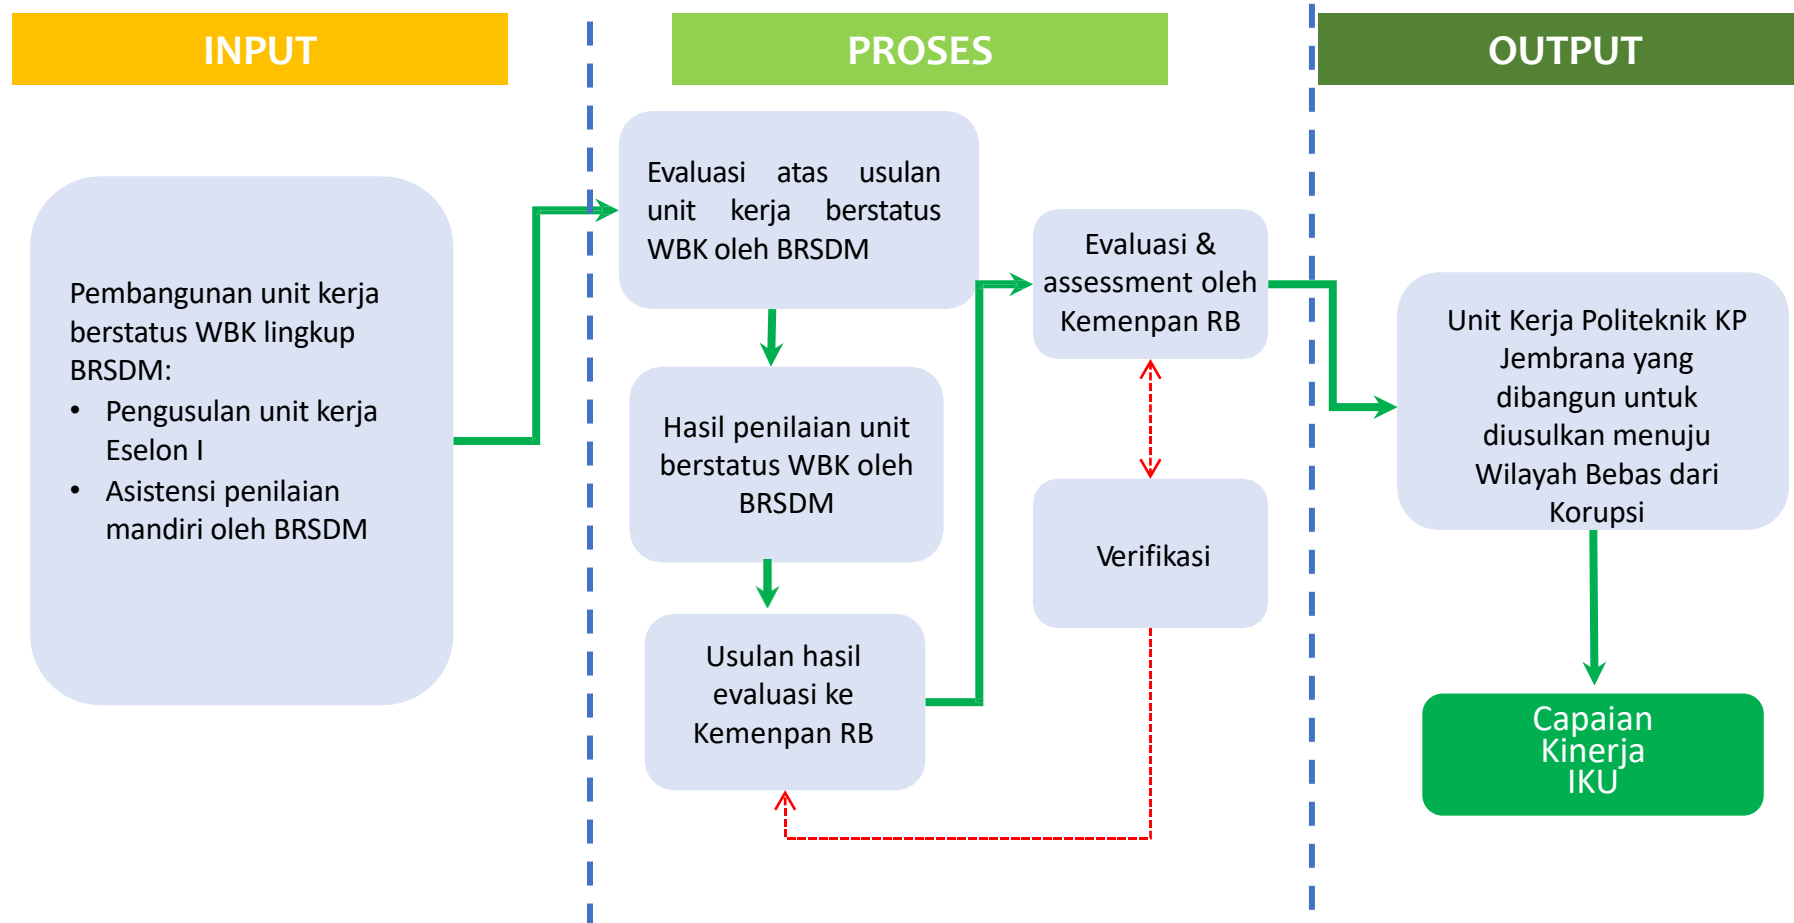 INPUT
PROSES
OUTPUT
Pembangunan unit kerja
berstatus WBK lingkup
BRSDM:
• Pengusulan unit kerja
Eselon I
• Asistensi penilaian
mandiri oleh BRSDM
Evaluasi atas usulan
unit kerja berstatus
WBK oleh BRSDM
Hasil penilaian unit
berstatus WBK oleh
BRSDM
Usulan hasil
evaluasi ke
Kemenpan RB
Evaluasi &
assessment oleh
Kemenpan RB
Verifikasi
Unit Kerja Politeknik KP
Jembrana yang
dibangun untuk
diusulkan menuju
Wilayah Bebas dari
Korupsi
Capaian
Kinerja
IKU